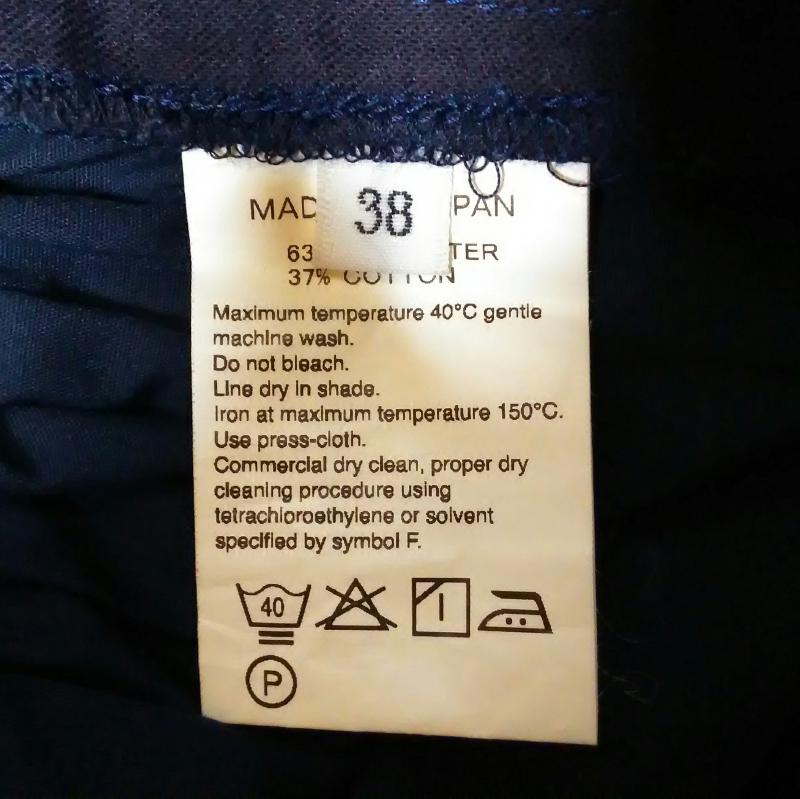 38
MAD PAN
63 TER
37% COTTON
Maximum temperature 40°C gentle
machine wash.
Do not bleach.
Line dry in shade.
Iron at maximum temperature 150°C.
Use press-cloth.
Commercial dry clean, proper dry
cleaning procedure using
tetrachloroethylene or solvent
specified by symbol F.
40
P